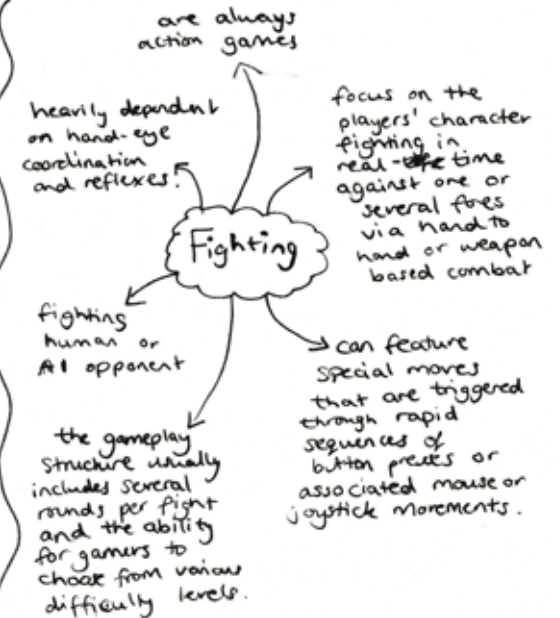 are always
action games
heavily dependent
on hand-eye
coordination
and reflexes.
focus on the
players' character
fighting in
real-time
against one or
several foes
via hand to
hand or weapon
based combat
Fighting
fighting
human or
AI opponent
can feature
special moves
that are triggered
through rapid
sequences of
button presses or
associated mouse or
joystick movements.
the gameplay
structure usually
includes several
rounds per fight
and the ability
for gamers to
choose from various
difficulty levels.